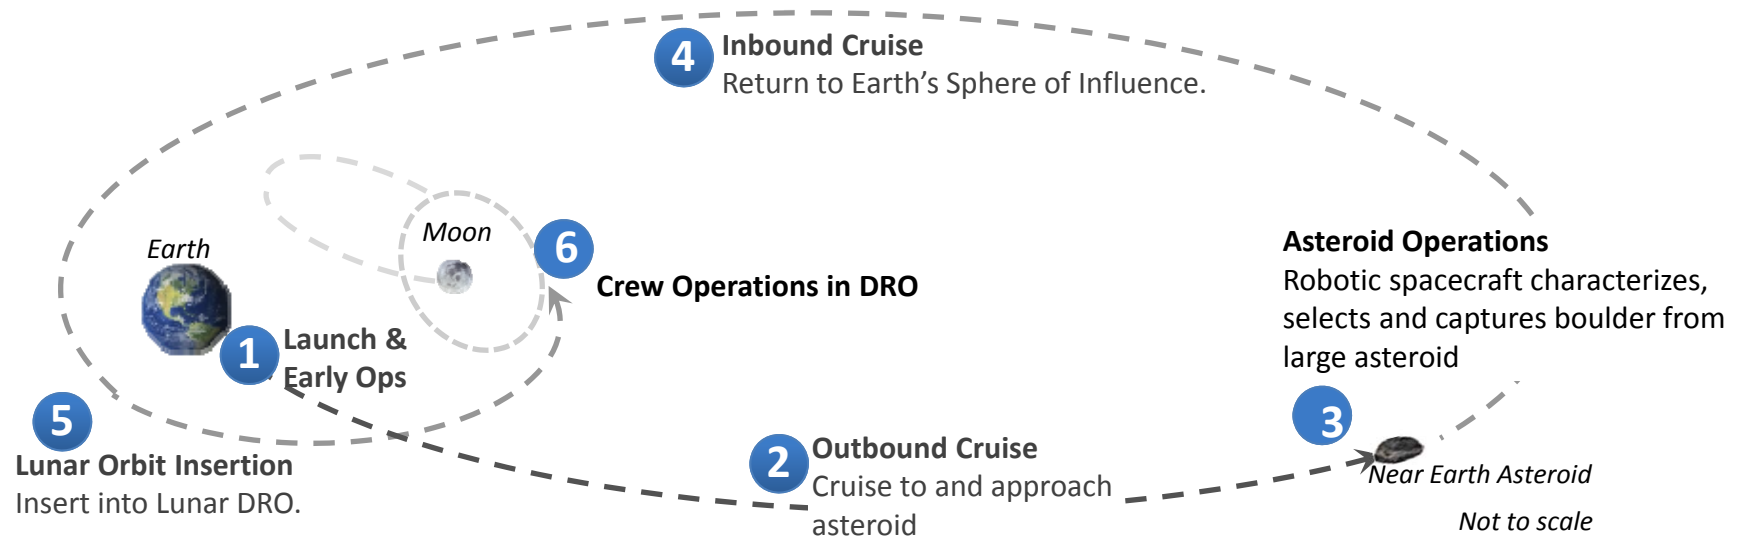 4
Inbound Cruise
Return to Earth’s Sphere of Influence.
Earth
Moon
6
Crew Operations in DRO
Asteroid Operations
Robotic spacecraft characterizes,
selects and captures boulder from
large asteroid
1
Launch &
Early Ops
5
Lunar Orbit Insertion
Insert into Lunar DRO.
2
Outbound Cruise
Cruise to and approach
asteroid
3
Near Earth Asteroid
Not to scale